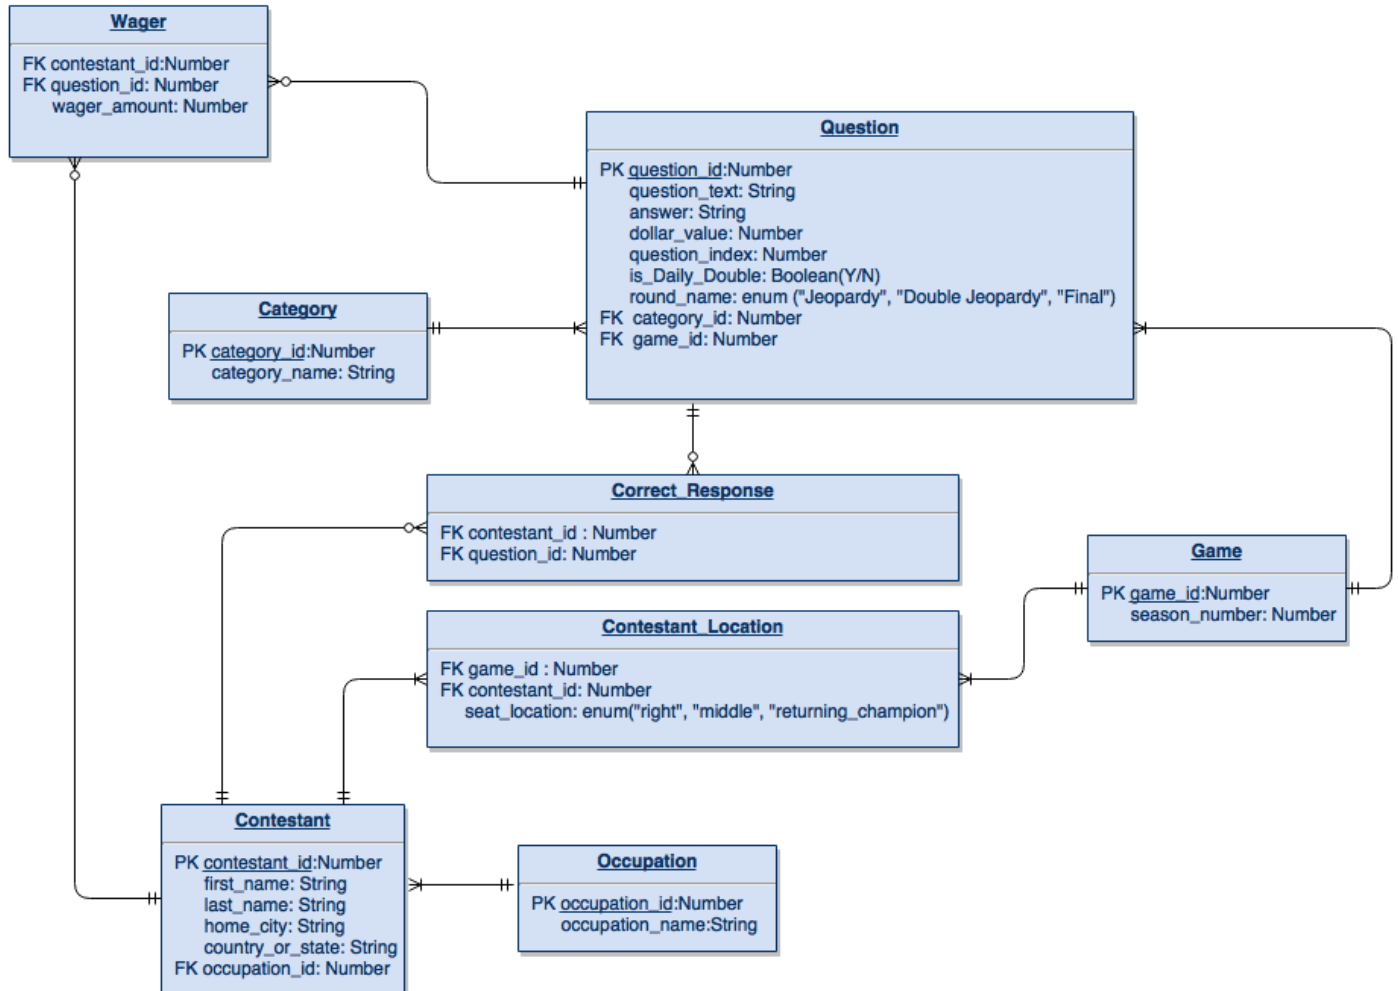 Wager
FK contestant_id:Number
FK question_id: Number
wager_amount: Number
Question
PK question_id:Number
question_text: String
answer: String
dollar_value: Number
question_index: Number
is_Daily_Double: Boolean(Y/N)
round_name: enum ("Jeopardy", "Double Jeopardy", "Final")
FK category_id: Number
FK game_id: Number
Category
PK category_id:Number
category_name: String
Correct_Response
FK contestant_id : Number
FK question_id: Number
Game
PK game_id:Number
season_number: Number
Contestant_Location
FK game_id : Number
FK contestant_id: Number
seat_location: enum("right", "middle", "returning_champion")
Contestant
PK contestant_id:Number
first_name: String
last_name: String
home_city: String
country_or_state: String
FK occupation_id: Number
Occupation
PK occupation_id:Number
occupation_name:String